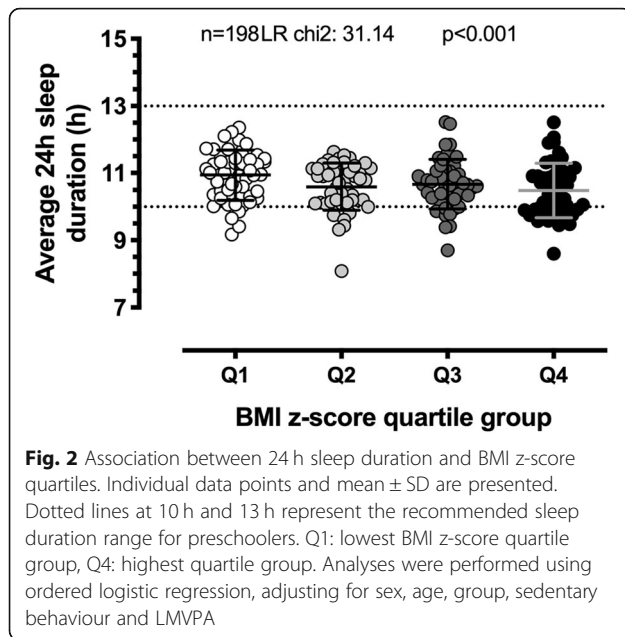 n=198LR chi2: 31.14 p<0.001
Average 24h sleep
duration (h)
15
13
11
9
7
Q1 Q2 Q3 Q4
BMI z-score quartile group
Fig. 2 Association between 24 h sleep duration and BMI z-score
quartiles. Individual data points and mean ± SD are presented.
Dotted lines at 10 h and 13 h represent the recommended sleep
duration range for preschoolers. Q1: lowest BMI z-score quartile
group, Q4: highest quartile group. Analyses were performed using
ordered logistic regression, adjusting for sex, age, group, sedentary
behaviour and LMVPA